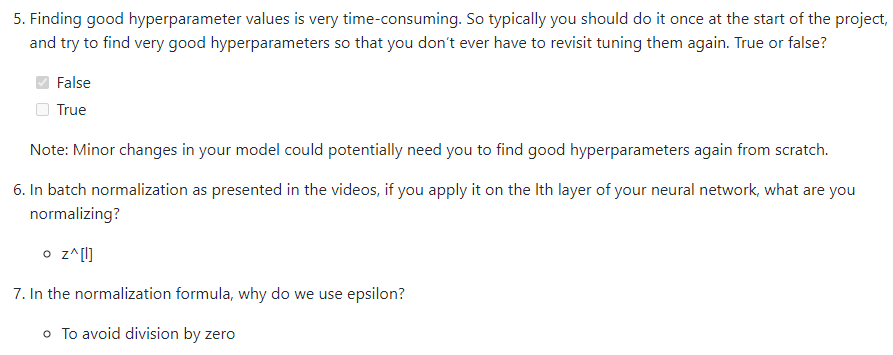 5. Finding good hyperparameter values is very time-consuming. So typically you should do it once at the start of the project,
and try to find very good hyperparameters so that you don't ever have to revisit tuning them again. True or false?
False
True
Note: Minor changes in your model could potentially need you to find good hyperparameters again from scratch.
6. In batch normalization as presented in the videos, if you apply it on the lth layer of your neural network, what are you
normalizing?
z^[l]
7. In the normalization formula, why do we use epsilon?
To avoid division by zero